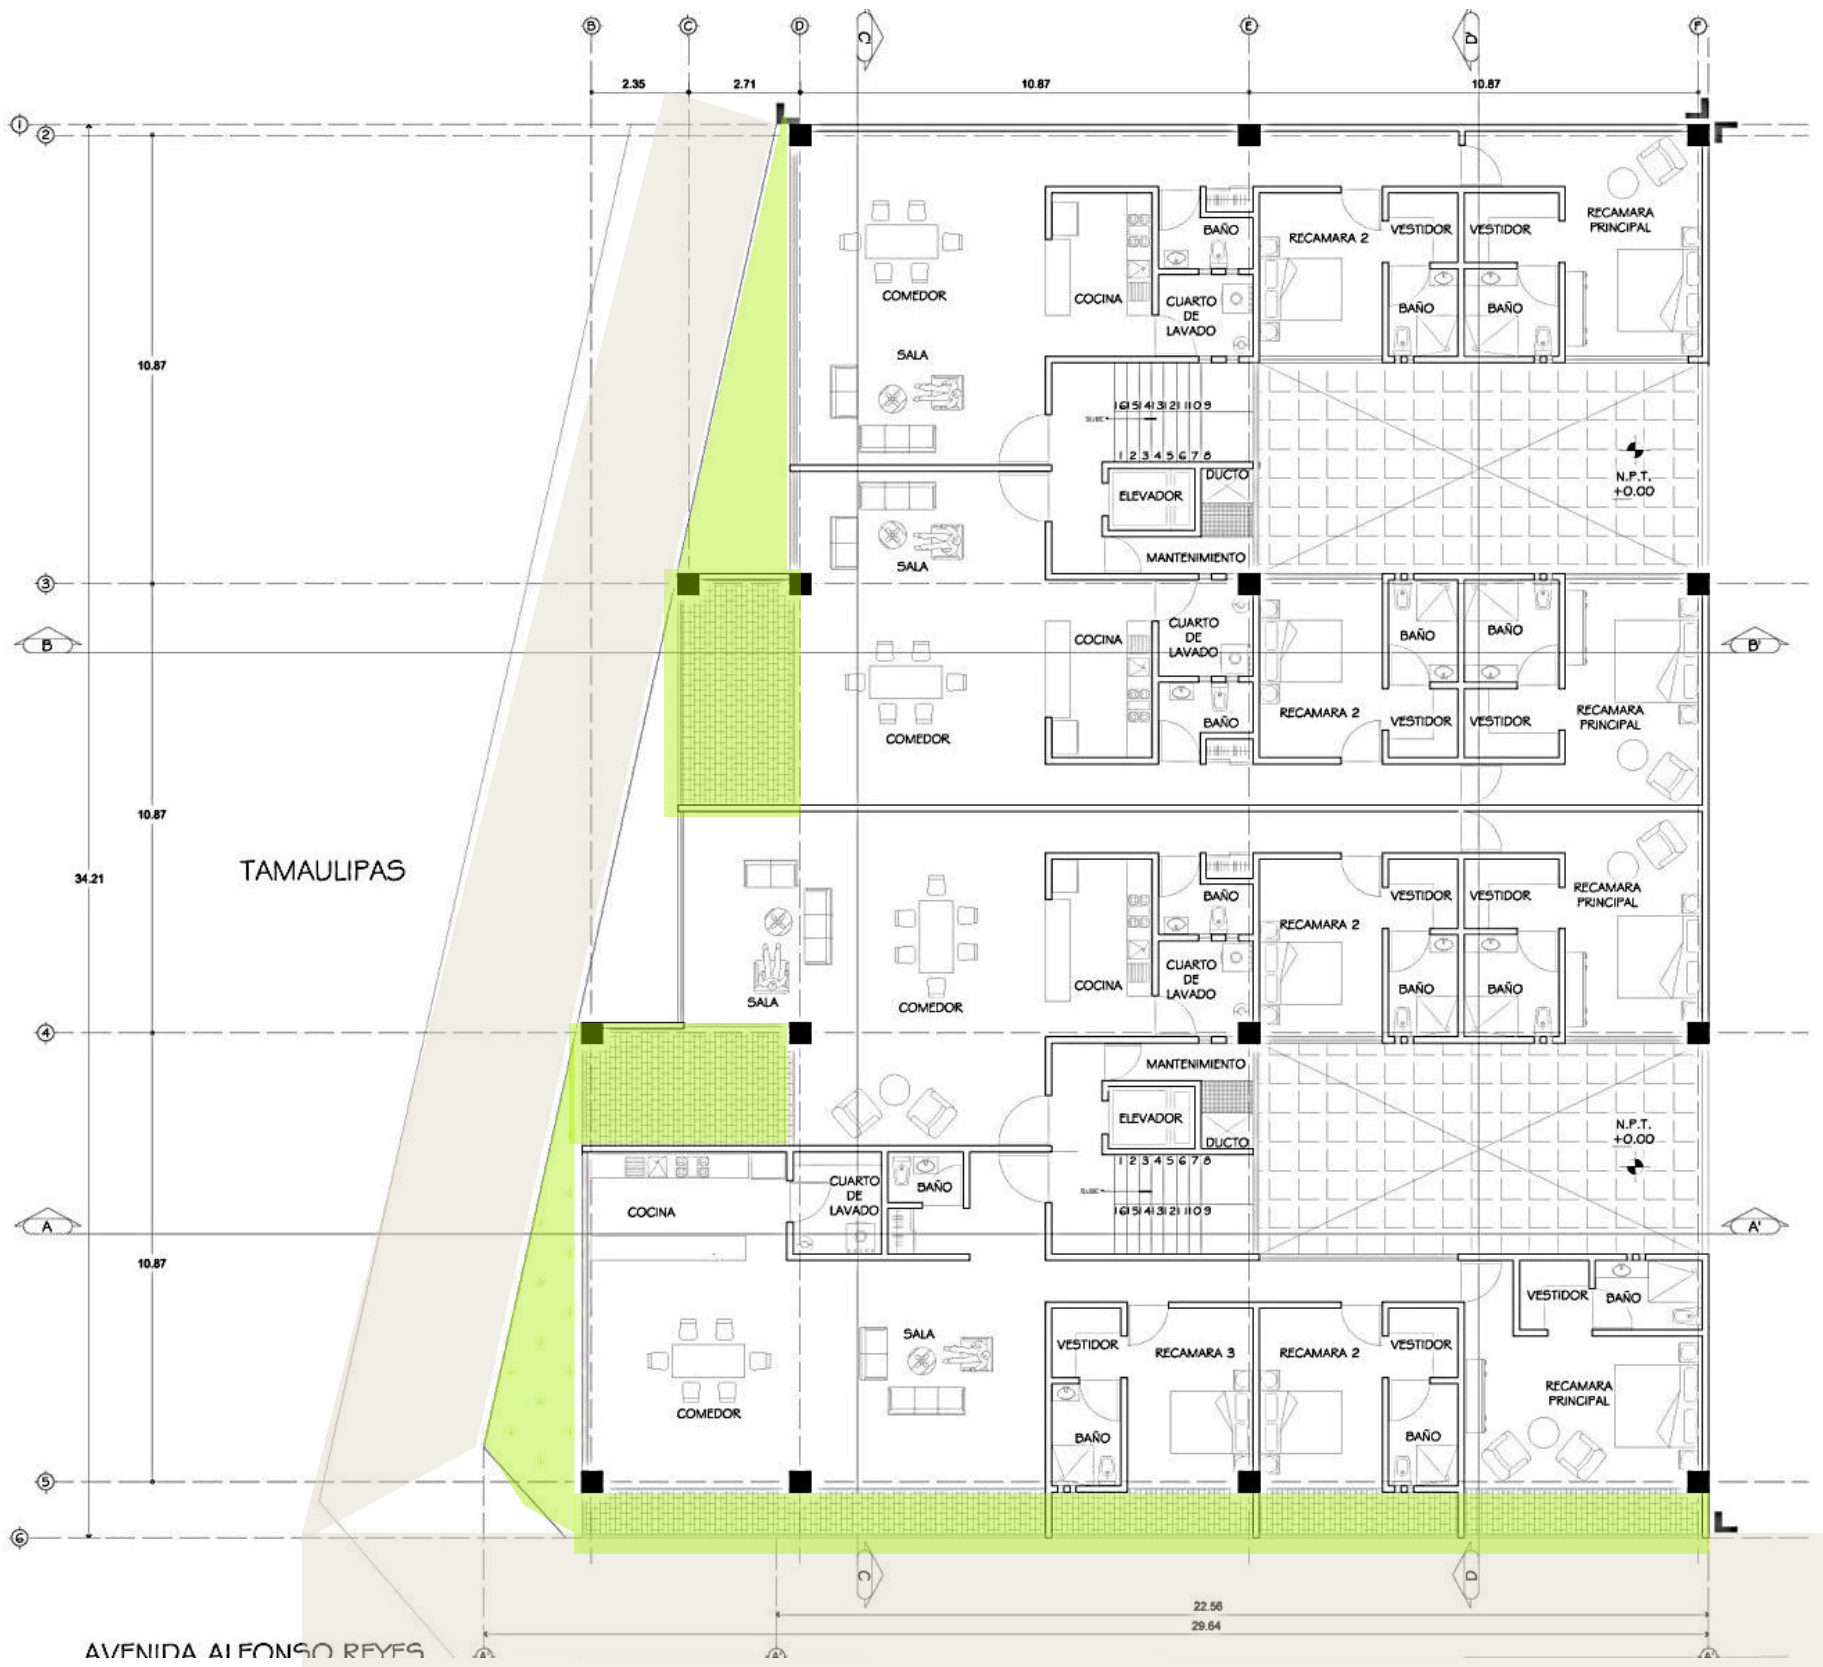 B C D C' E D' F
2.35 2.71 10.87 10.87
1
2
RECAMARA
PRINCIPAL
BAÑO
RECAMARA 2
VESTIDOR VESTIDOR
COMEDOR
COCINA
CUARTO
DE
LAVADO
BAÑO BAÑO
SALA
10.87
16 15 14 13 12 11 10 9
SUBE
1 2 3 4 5 6 7 8
DUCTO
ELEVADOR
N.P.T.
+0.00
MANTENIMIENTO
SALA
3
B
CUARTO
DE
LAVADO
COCINA
BAÑO BAÑO
B'
RECAMARA 2
VESTIDOR VESTIDOR
RECAMARA
PRINCIPAL
BAÑO
COMEDOR
10.87
34.21
TAMAULIPAS
RECAMARA
PRINCIPAL
BAÑO
VESTIDOR VESTIDOR
RECAMARA 2
CUARTO
DE
LAVADO
COCINA
BAÑO BAÑO
SALA
COMEDOR
4
MANTENIMIENTO
ELEVADOR
DUCTO
N.P.T.
+0.00
1 2 3 4 5 6 7 8
CUARTO
DE
LAVADO
BAÑO
SUBE
COCINA
16 15 14 13 12 11 10 9
A
A'
10.87
VESTIDOR BAÑO
SALA
VESTIDOR
RECAMARA 3
RECAMARA 2
VESTIDOR
RECAMARA
PRINCIPAL
COMEDOR
BAÑO
BAÑO
5
6
C D
22.56
29.64
AVENIDA ALFONSO REYES